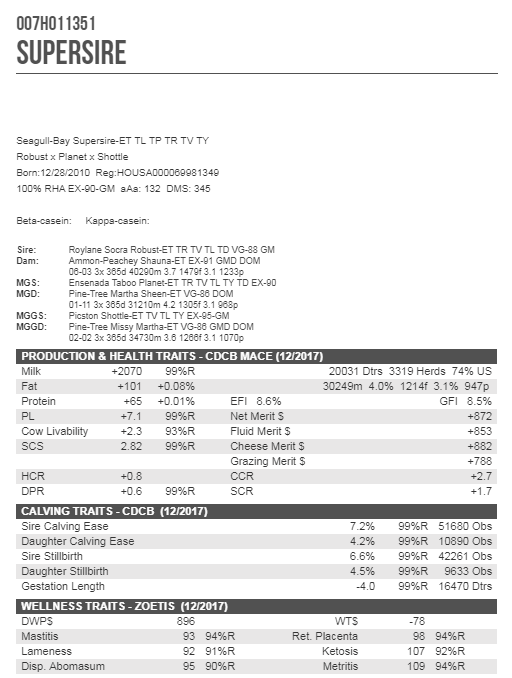 007HO11351
SUPERSIRE
Seagull-Bay Supersire-ET TL TP TR TV TY
Robust x Planet x Shottle
Born:12/28/2010 Reg:HOUSA000069981349
100% RHA EX-90-GM aAa: 132 DMS: 345
Beta-casein: Kappa-casein:
Sire: Roylane Socra Robust-ET TR TV TL TD VG-88 GM
Dam: Ammon-Peachey Shauna-ET EX-91 GMD DOM
06-03 3x 365d 40290m 3.7 1479f 3.1 1233p
MGS: Ensenada Taboo Planet-ET TR TV TL TY TD EX-90
MGD: Pine-Tree Martha Sheen-ET VG-86 DOM
01-11 3x 365d 31210m 4.2 1305f 3.1 968p
MGGS: Picston Shottle-ET TV TL TY EX-95-GM
MGGD: Pine-Tree Missy Martha-ET VG-86 GMD DOM
02-02 3x 365d 34730m 3.6 1266f 3.1 1070p
PRODUCTION & HEALTH TRAITS - CDCB MACE (12/2017)
Milk +2070 99%R 20031 Dtrs 3319 Herds 74% US
Fat +101 +0.08% 30249m 4.0% 1214f 3.1% 947p
Protein +65 +0.01% EFI 8.6% GFI 8.5%
PL +7.1 99%R Net Merit $ +872
Cow Livability +2.3 93%R Fluid Merit $ +853
SCS 2.82 99%R Cheese Merit $ +882
Grazing Merit $ +788
HCR +0.8 CCR +2.7
DPR +0.6 99%R SCR +1.7
CALVING TRAITS - CDCB (12/2017)
Sire Calving Ease 7.2% 99%R 51680 Obs
Daughter Calving Ease 4.2% 99%R 10890 Obs
Sire Stillbirth 6.6% 99%R 42261 Obs
Daughter Stillbirth 4.5% 99%R 9633 Obs
Gestation Length -4.0 99%R 16470 Dtrs
WELLNESS TRAITS - ZOETIS (12/2017)
DWP$ 896 WT$ -78
Mastitis 93 94%R Ret. Placenta 98 94%R
Lameness 92 91%R Ketosis 107 92%R
Disp. Abomasum 95 90%R Metritis 109 94%R